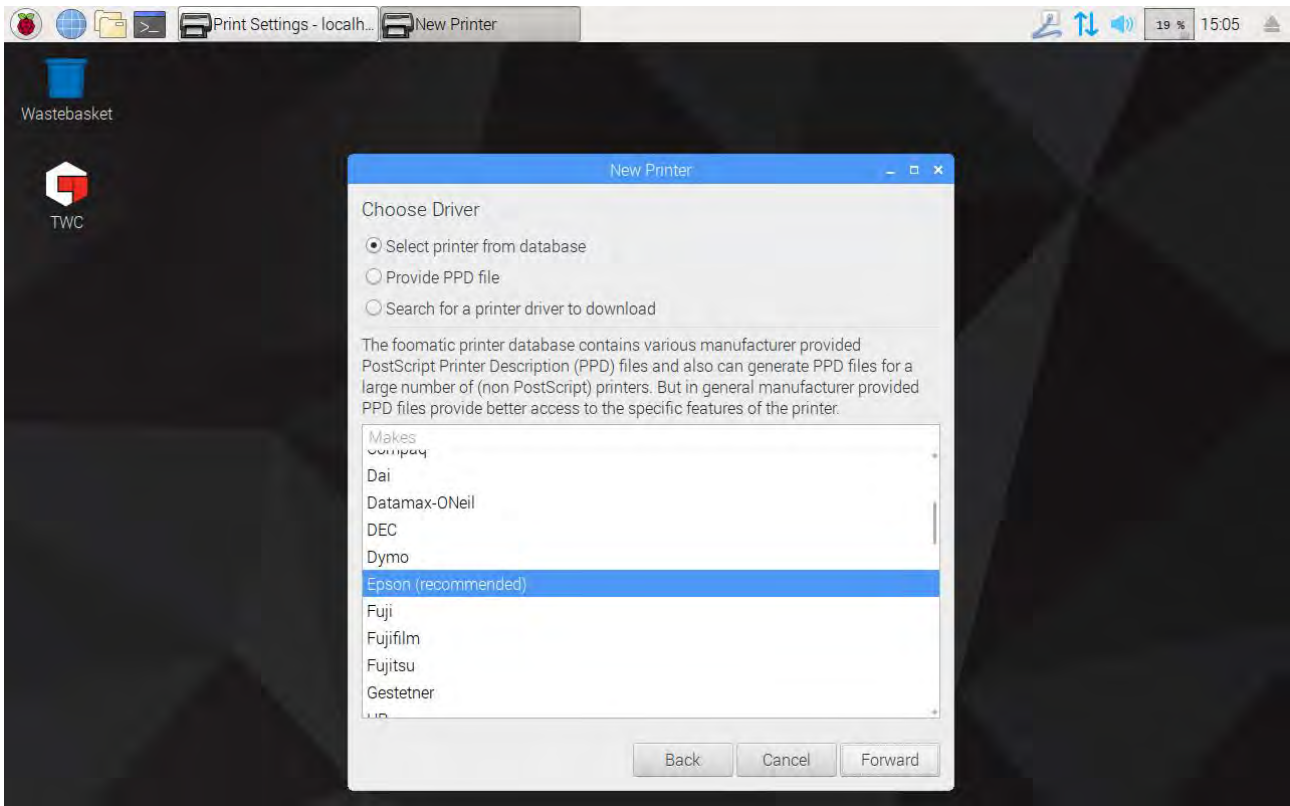 Print Settings - localh...
New Printer
19 %
15:05
Wastebasket
TWC
New Printer
Choose Driver
Select printer from database
Provide PPD file
Search for a printer driver to download
The foomatic printer database contains various manufacturer provided
PostScript Printer Description (PPD) files and also can generate PPD files for a
large number of (non PostScript) printers. But in general manufacturer provided
PPD files provide better access to the specific features of the printer.
Makes
Compaq
Dai
Datamax-ONeil
DEC
Dymo
Epson (recommended)
Fuji
Fujifilm
Fujitsu
Gestetner
HP
Back
Cancel
Forward